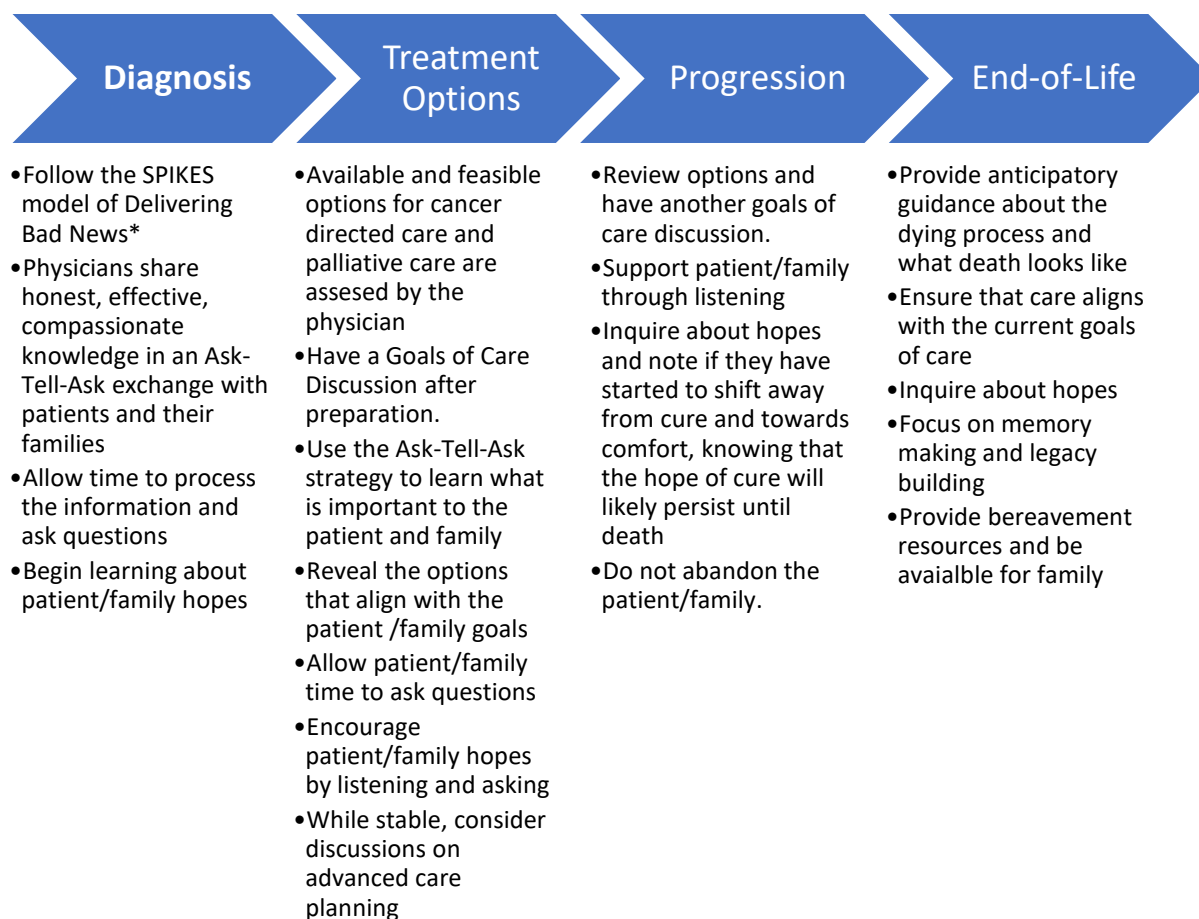 Diagnosis
Treatment
Options
Progression
End-of-Life
•Follow the SPIKES
model of Delivering
Bad News*
•Physicians share
honest, effective,
compassionate
knowledge in an Ask-
Tell-Ask exchange with
patients and their
families
•Allow time to process
the information and
ask questions
•Begin learning about
patient/family hopes
•Available and feasible
options for cancer
directed care and
palliative care are
assesed by the
physician
•Have a Goals of Care
Discussion after
preparation.
•Use the Ask-Tell-Ask
strategy to learn what
is important to the
patient and family
•Reveal the options
that align with the
patient /family goals
•Allow patient/family
time to ask questions
•Encourage
patient/family hopes
by listening and asking
•While stable, consider
discussions on
advanced care
planning
•Review options and
have another goals of
care discussion.
•Support patient/family
through listening
•Inquire about hopes
and note if they have
started to shift away
from cure and towards
comfort, knowing that
the hope of cure will
likely persist until
death
•Do not abandon the
patient/family.
•Provide anticipatory
guidance about the
dying process and
what death looks like
•Ensure that care aligns
with the current goals
of care
•Inquire about hopes
•Focus on memory
making and legacy
building
•Provide bereavement
resources and be
avaialble for family